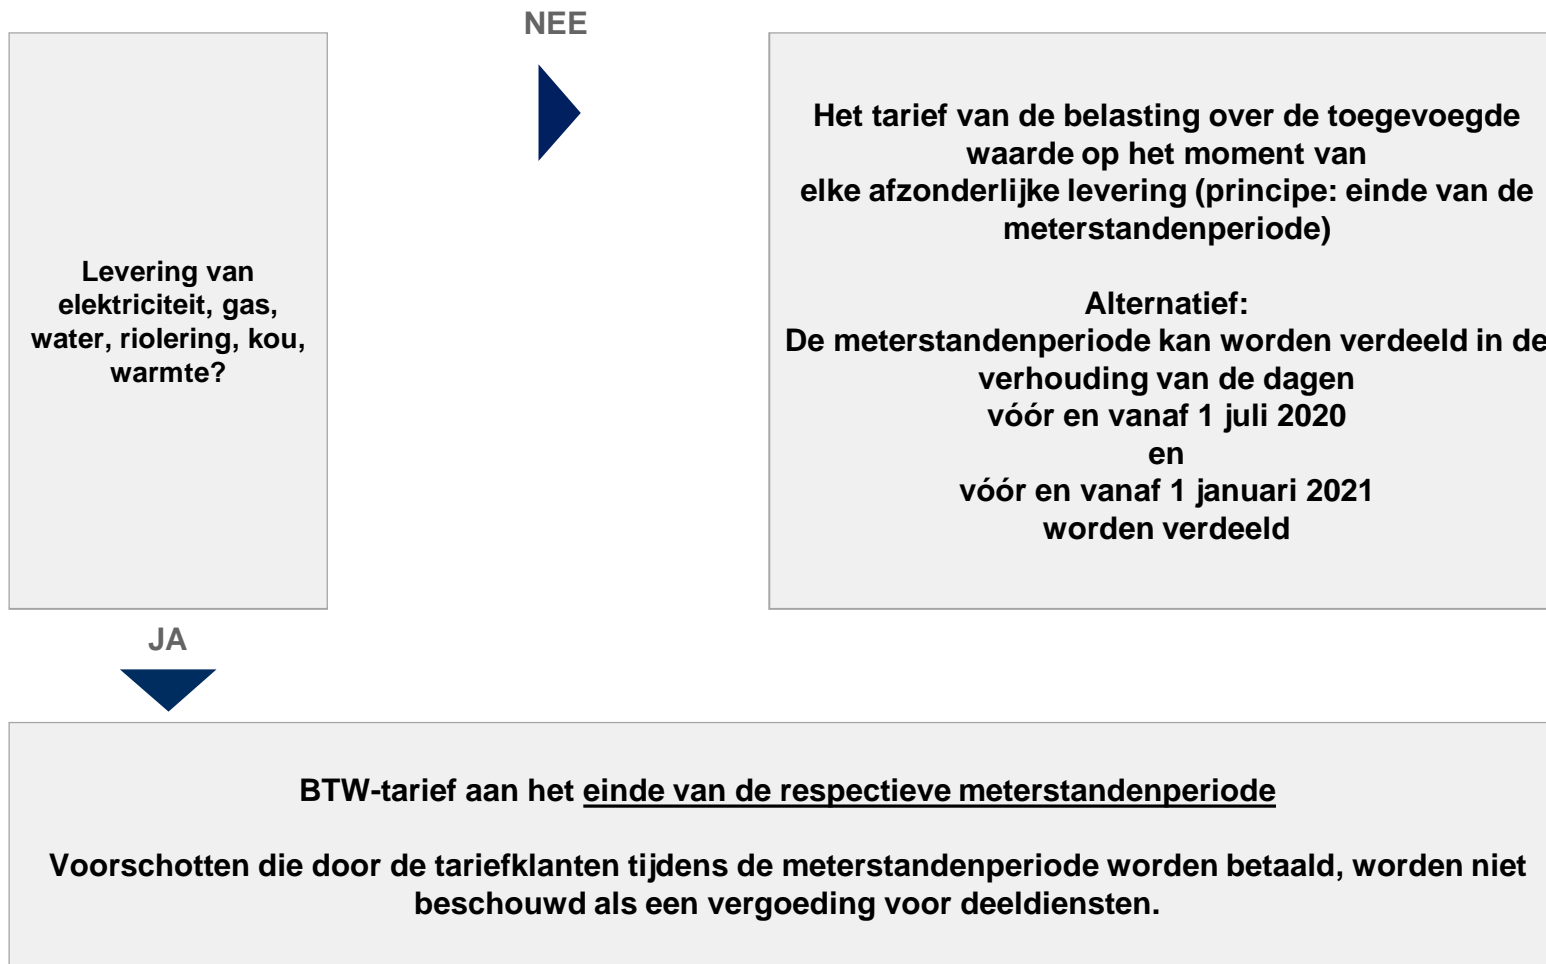 NEE
Levering van
elektriciteit, gas,
water, riolering, kou,
warmte?
Het tarief van de belasting over de toegevoegde
waarde op het moment van
elke afzonderlijke levering (principe: einde van de
meterstandenperiode)
Alternatief:
De meterstandenperiode kan worden verdeeld in de
verhouding van de dagen
vóór en vanaf 1 juli 2020
en
vóór en vanaf 1 januari 2021
worden verdeeld
JA
BTW-tarief aan het einde van de respectieve meterstandenperiode
Voorschotten die door de tariefklanten tijdens de meterstandenperiode worden betaald, worden niet
beschouwd als een vergoeding voor deeldiensten.